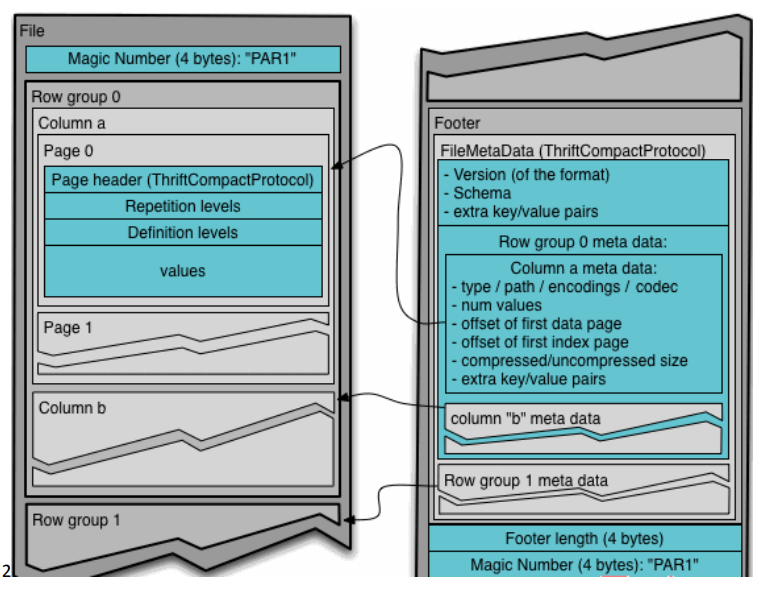 File
Magic Number (4 bytes): "PAR1"
Row group 0
Column a
Page 0
Page header (ThriftCompactProtocol)
Repetition levels
Definition levels
values
Page 1
Column b
Row group 1
2
Footer
FileMetaData (ThriftCompactProtocol)
- Version (of the format)
- Schema
- extra key/value pairs
Row group 0 meta data:
Column a meta data:
- type / path / encodings / codec
- num values
- offset of first data page
- offset of first index page
- compressed/uncompressed size
- extra key/value pairs
column "b" meta data
Row group 1 meta data
Footer length (4 bytes)
Magic Number (4 bytes): "PAR1"